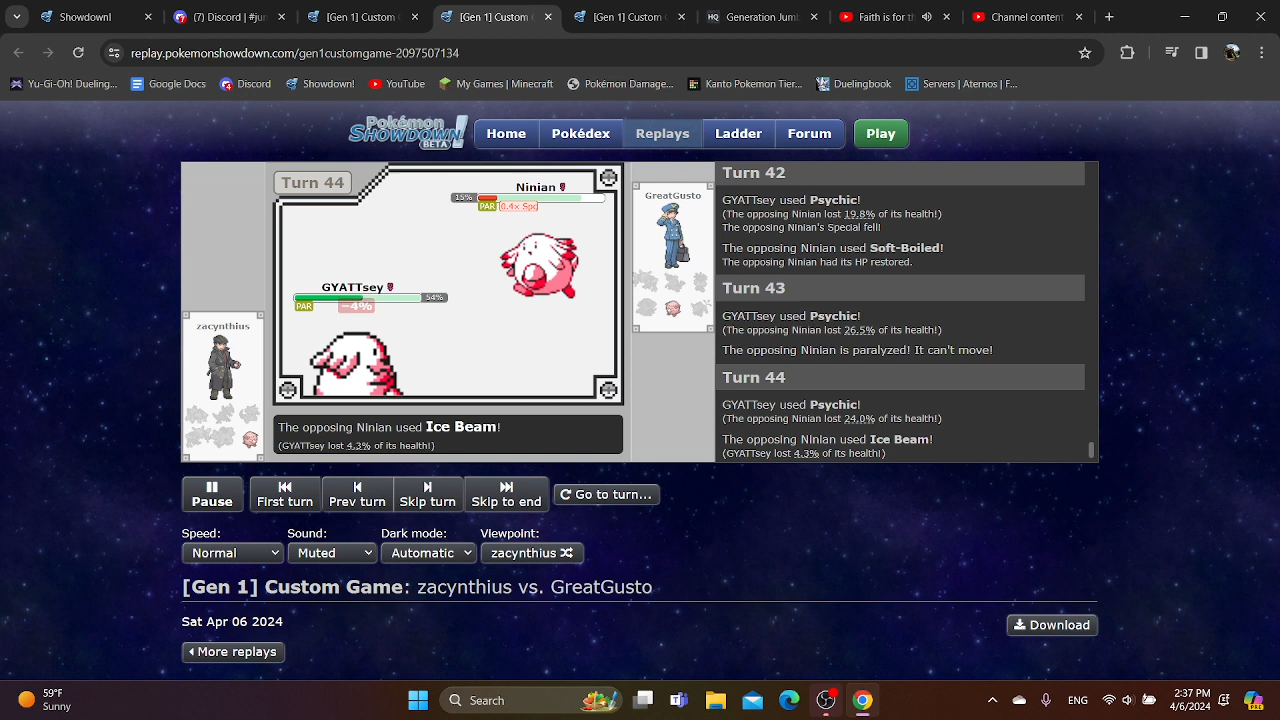 Showdown!
(7) Discord | #jun
[Gen 1] Custom
[Gen 1] Custom
[Gen 1] Custom
HQ Generation Jum
Faith is for th
Channel content
replay.pokemonshowdown.com/gen1customgame-2097507134
Yu-Gi-Oh! Dueling...
Google Docs
Discord
Showdown!
YouTube
My Games | Minehut
Pokémon Damag...
Kanto Pokemon Tier...
Duelingbook
Servers | Aternos | F...
Pokémon
SHOWDOWN!
BETA
Home
Pokédex
Replays
Ladder
Forum
Play
Turn 44
Ninian
15%
PAR 0.4× Spc
GYATTsey
54%
PAR
−4%
zacynthius
GreatGusto
The opposing Ninian used Ice Beam!
(GYATTsey lost 4.3% of its health!)
Turn 42
GYATTsey used Psychic!
(The opposing Ninian lost 19.8% of its health!)
The opposing Ninian's Special fell!
The opposing Ninian used Soft-Boiled!
The opposing Ninian had its HP restored.
Turn 43
GYATTsey used Psychic!
(The opposing Ninian lost 26.5% of its health!)
The opposing Ninian is paralyzed! It can't move!
Turn 44
GYATTsey used Psychic!
(The opposing Ninian lost 24.0% of its health!)
The opposing Ninian used Ice Beam!
(GYATTsey lost 4.3% of its health!)
Pause
First turn
Prev turn
Skip turn
Skip to end
Go to turn...
Speed:
Sound:
Dark mode:
Viewpoint:
Normal
Muted
Automatic
zacynthius
[Gen 1] Custom Game: zacynthius vs. GreatGusto
Sat Apr 06 2024
Download
More replays
59°F
Sunny
Search
ENG
2:37 PM
4/6/2024
PRE